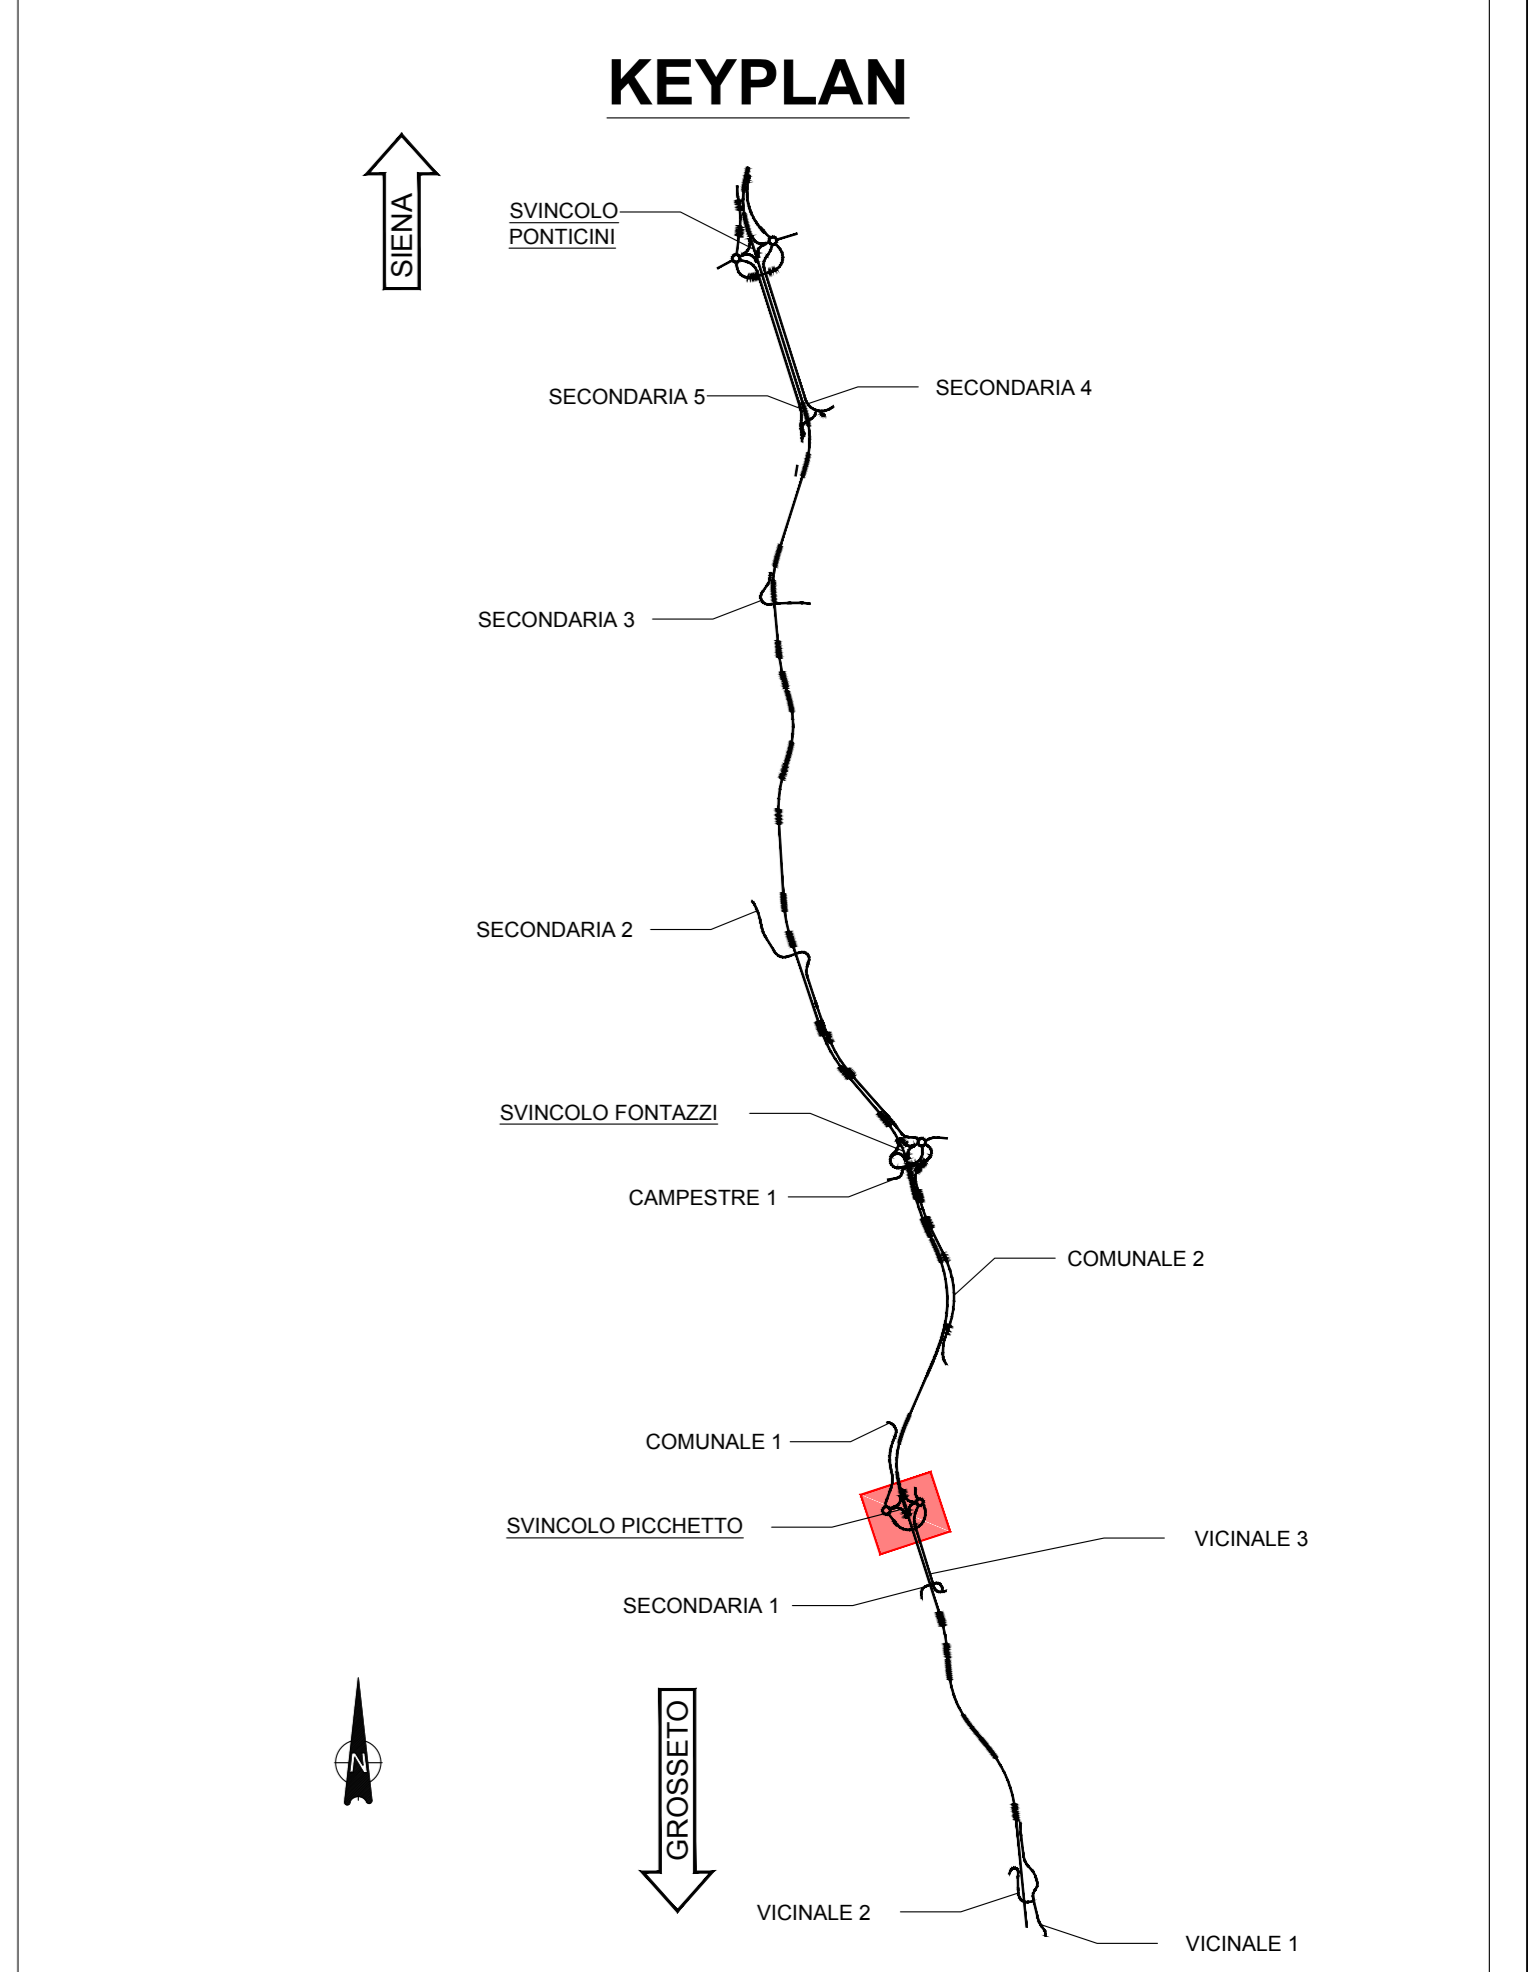 KEYPLAN
SIENA
SVINCOLO
PONTICINI
SECONDARIA 5
SECONDARIA 4
SECONDARIA 3
SECONDARIA 2
SVINCOLO FONTAZZI
CAMPESTRE 1
COMUNALE 2
COMUNALE 1
SVINCOLO PICCHETTO
VICINALE 3
SECONDARIA 1
N
GROSSETO
VICINALE 2
VICINALE 1